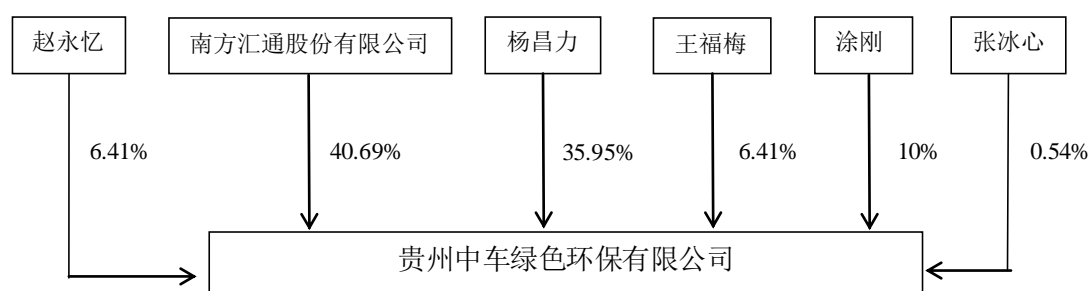 赵永忆
南方汇通股份有限公司
杨昌力
王福梅
涂刚
张冰心
6.41%
40.69%
35.95%
6.41%
10%
0.54%
贵州中车绿色环保有限公司